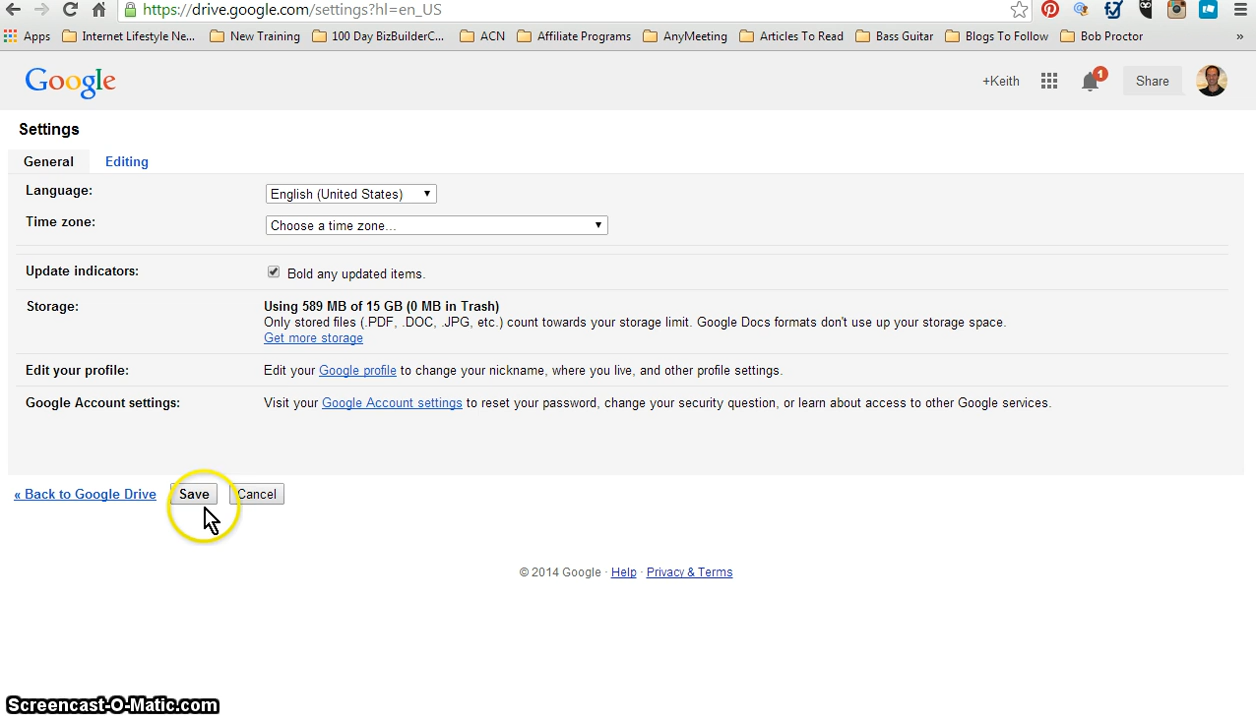 https://drive.google.com/settings?hl=en_US
Apps Internet Lifestyle Ne... New Training 100 Day BizBuilderC... ACN Affiliate Programs AnyMeeting Articles To Read Bass Guitar Blogs To Follow Bob Proctor »
Google +Keith 1 Share
Settings
General Editing
Language: English (United States)
Time zone: Choose a time zone...
Update indicators: Bold any updated items.
Storage: Using 589 MB of 15 GB (0 MB in Trash)
Only stored files (.PDF, .DOC, .JPG, etc.) count towards your storage limit. Google Docs formats don't use up your storage space.
Get more storage
Edit your profile: Edit your Google profile to change your nickname, where you live, and other profile settings.
Google Account settings: Visit your Google Account settings to reset your password, change your security question, or learn about access to other Google services.
« Back to Google Drive Save Cancel
© 2014 Google · Help · Privacy & Terms
Screencast-O-Matic.com